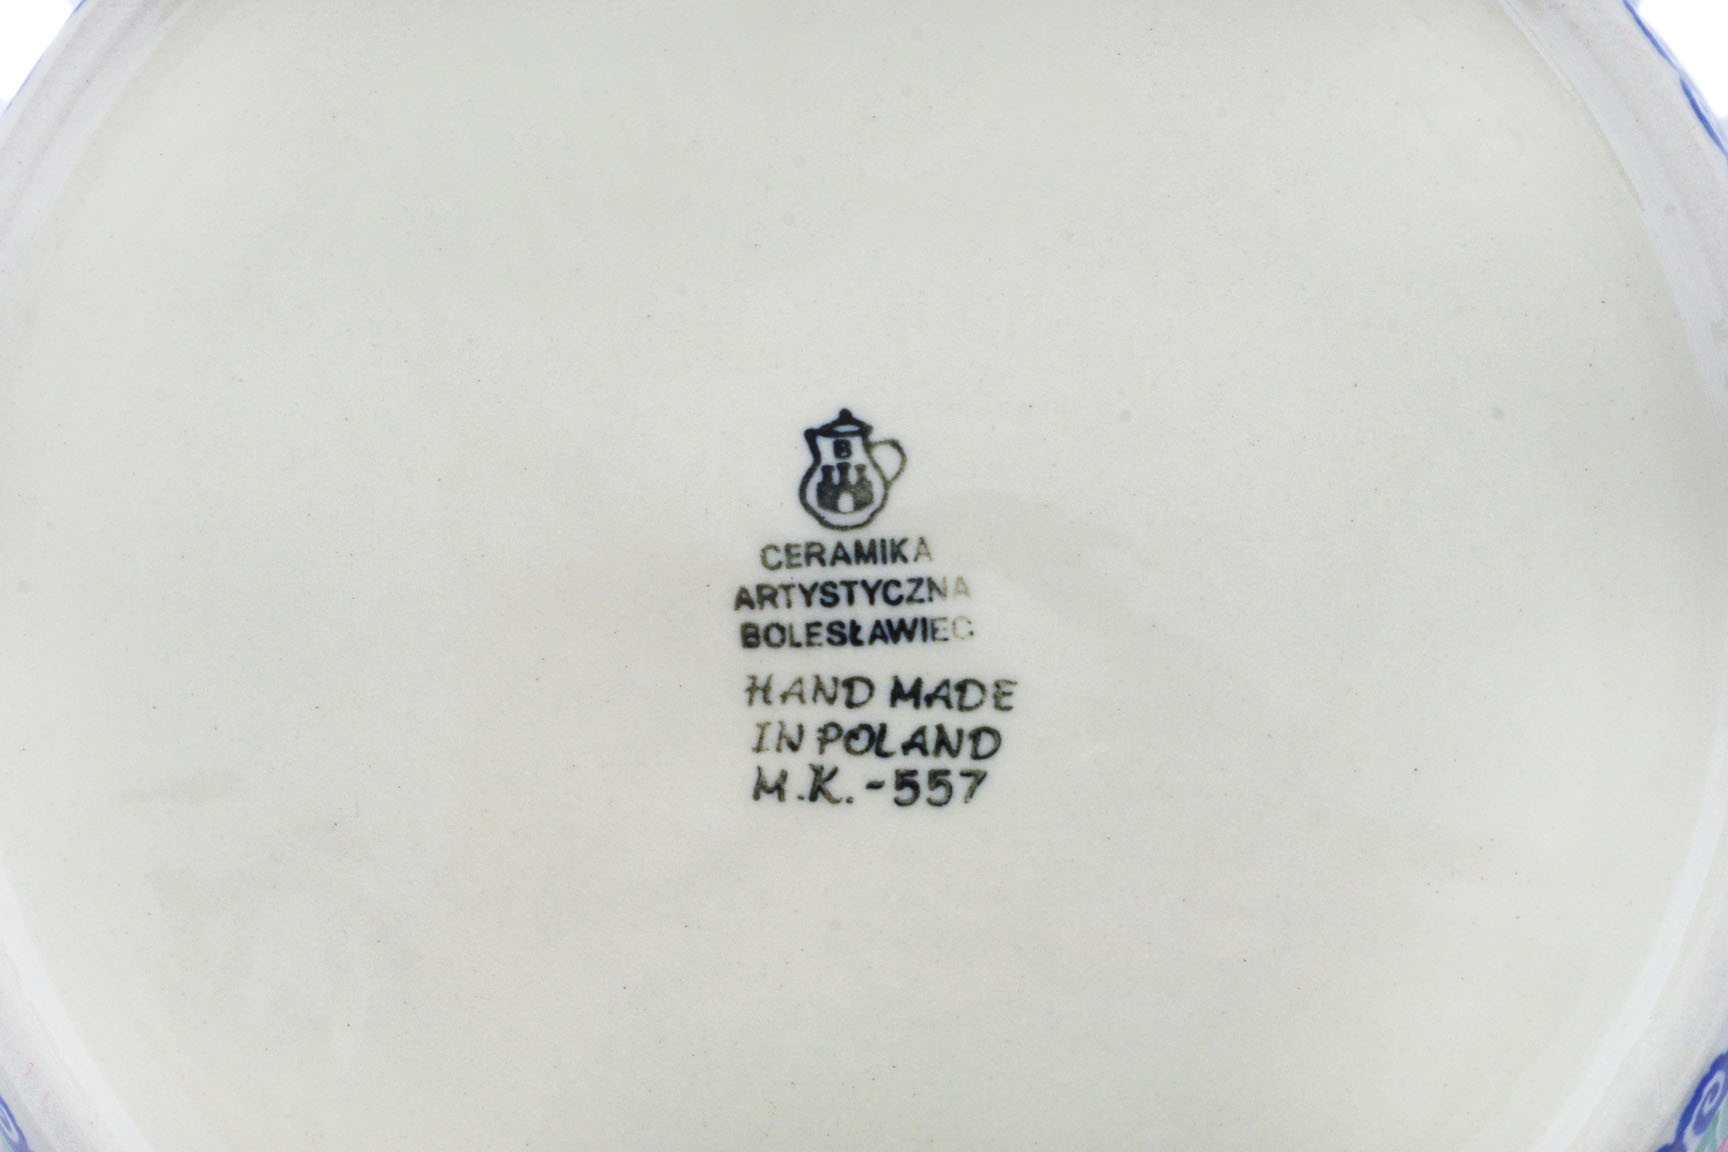 B
CERAMIKA
ARTYSTYCZNA
BOLESŁAWIEC
HAND MADE
IN POLAND
M.K.-557